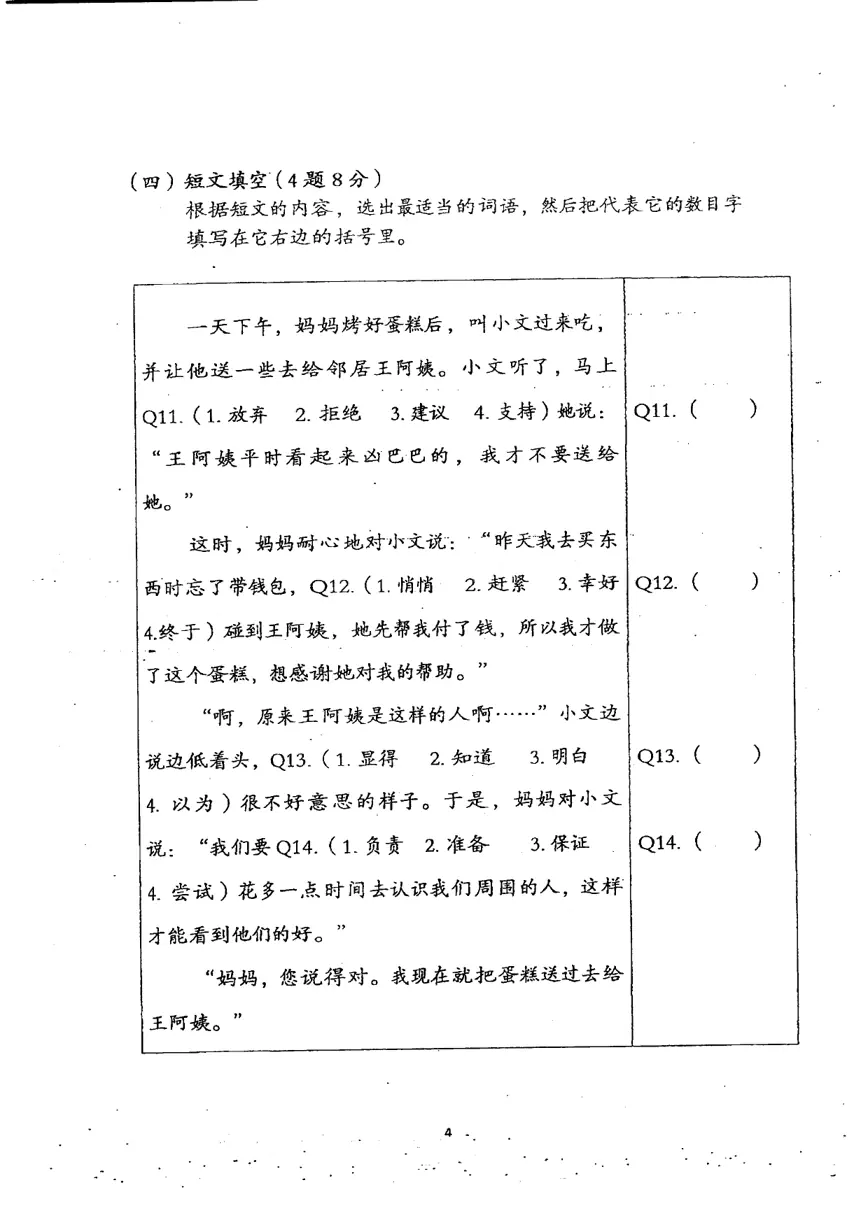 （四）短文填空（4 题 8 分）
根据短文的内容，选出最适当的词语，然后把代表它的数目字
填写在它右边的括号里。
一天下午，妈妈烤好蛋糕后，叫小文过来吃，
并让他送一些去给邻居王阿姨。小文听了，马上
Q11.（1. 放弃 2. 拒绝 3. 建议 4. 支持）她说： Q11. ( )
“王阿姨平时看起来凶巴巴的，我才不要送给
她。”
这时，妈妈耐心地对小文说：“昨天我去买东
西时忘了带钱包，Q12.（1. 悄悄 2. 赶紧 3. 幸好 Q12. ( )
4.终于）碰到王阿姨，她先帮我付了钱，所以我才做
了这个蛋糕，想感谢她对我的帮助。”
“啊，原来王阿姨是这样的人啊……”小文边
说边低着头，Q13.（1. 显得 2. 知道 3. 明白 Q13. ( )
4. 以为）很不好意思的样子。于是，妈妈对小文
说：“我们要 Q14.（1. 负责 2. 准备 3. 保证 Q14. ( )
4. 尝试）花多一点时间去认识我们周围的人，这样
才能看到他们的好。”
“妈妈，您说得对。我现在就把蛋糕送过去给
王阿姨。”
4